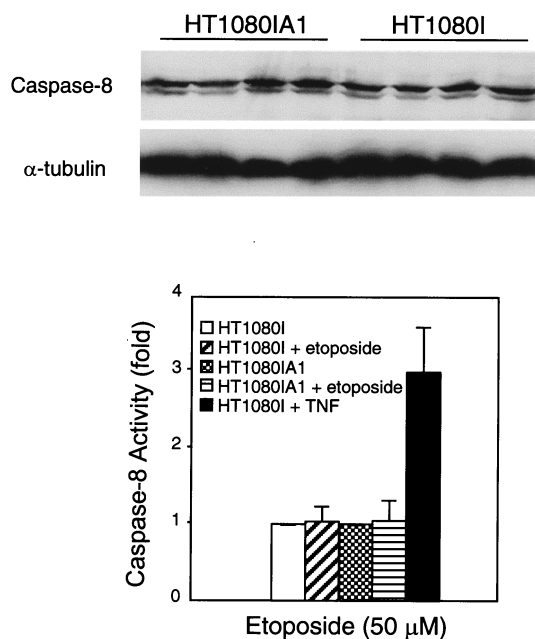 HT1080IA1 HT1080I
Caspase-8
α-tubulin
Caspase-8 Activity (fold)
4
3
2
1
0
HT1080I
HT1080I + etoposide
HT1080IA1
HT1080IA1 + etoposide
HT1080I + TNF
Etoposide (50 µM)